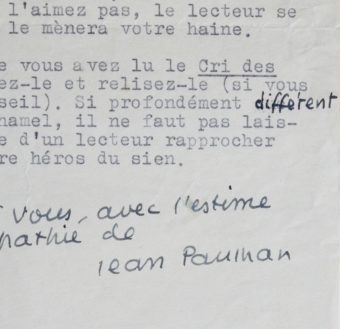 l'aimez pas, le lecteur se
le mènera votre haine.
e vous avez lu le Cri des
ez-le et relisez-le (si vous
seil). Si profondément différent
hamel, il ne faut pas lais-
e d'un lecteur rapprocher
re héros du sien.
vous, avec l'estime
pathie de
Jean Paulhan